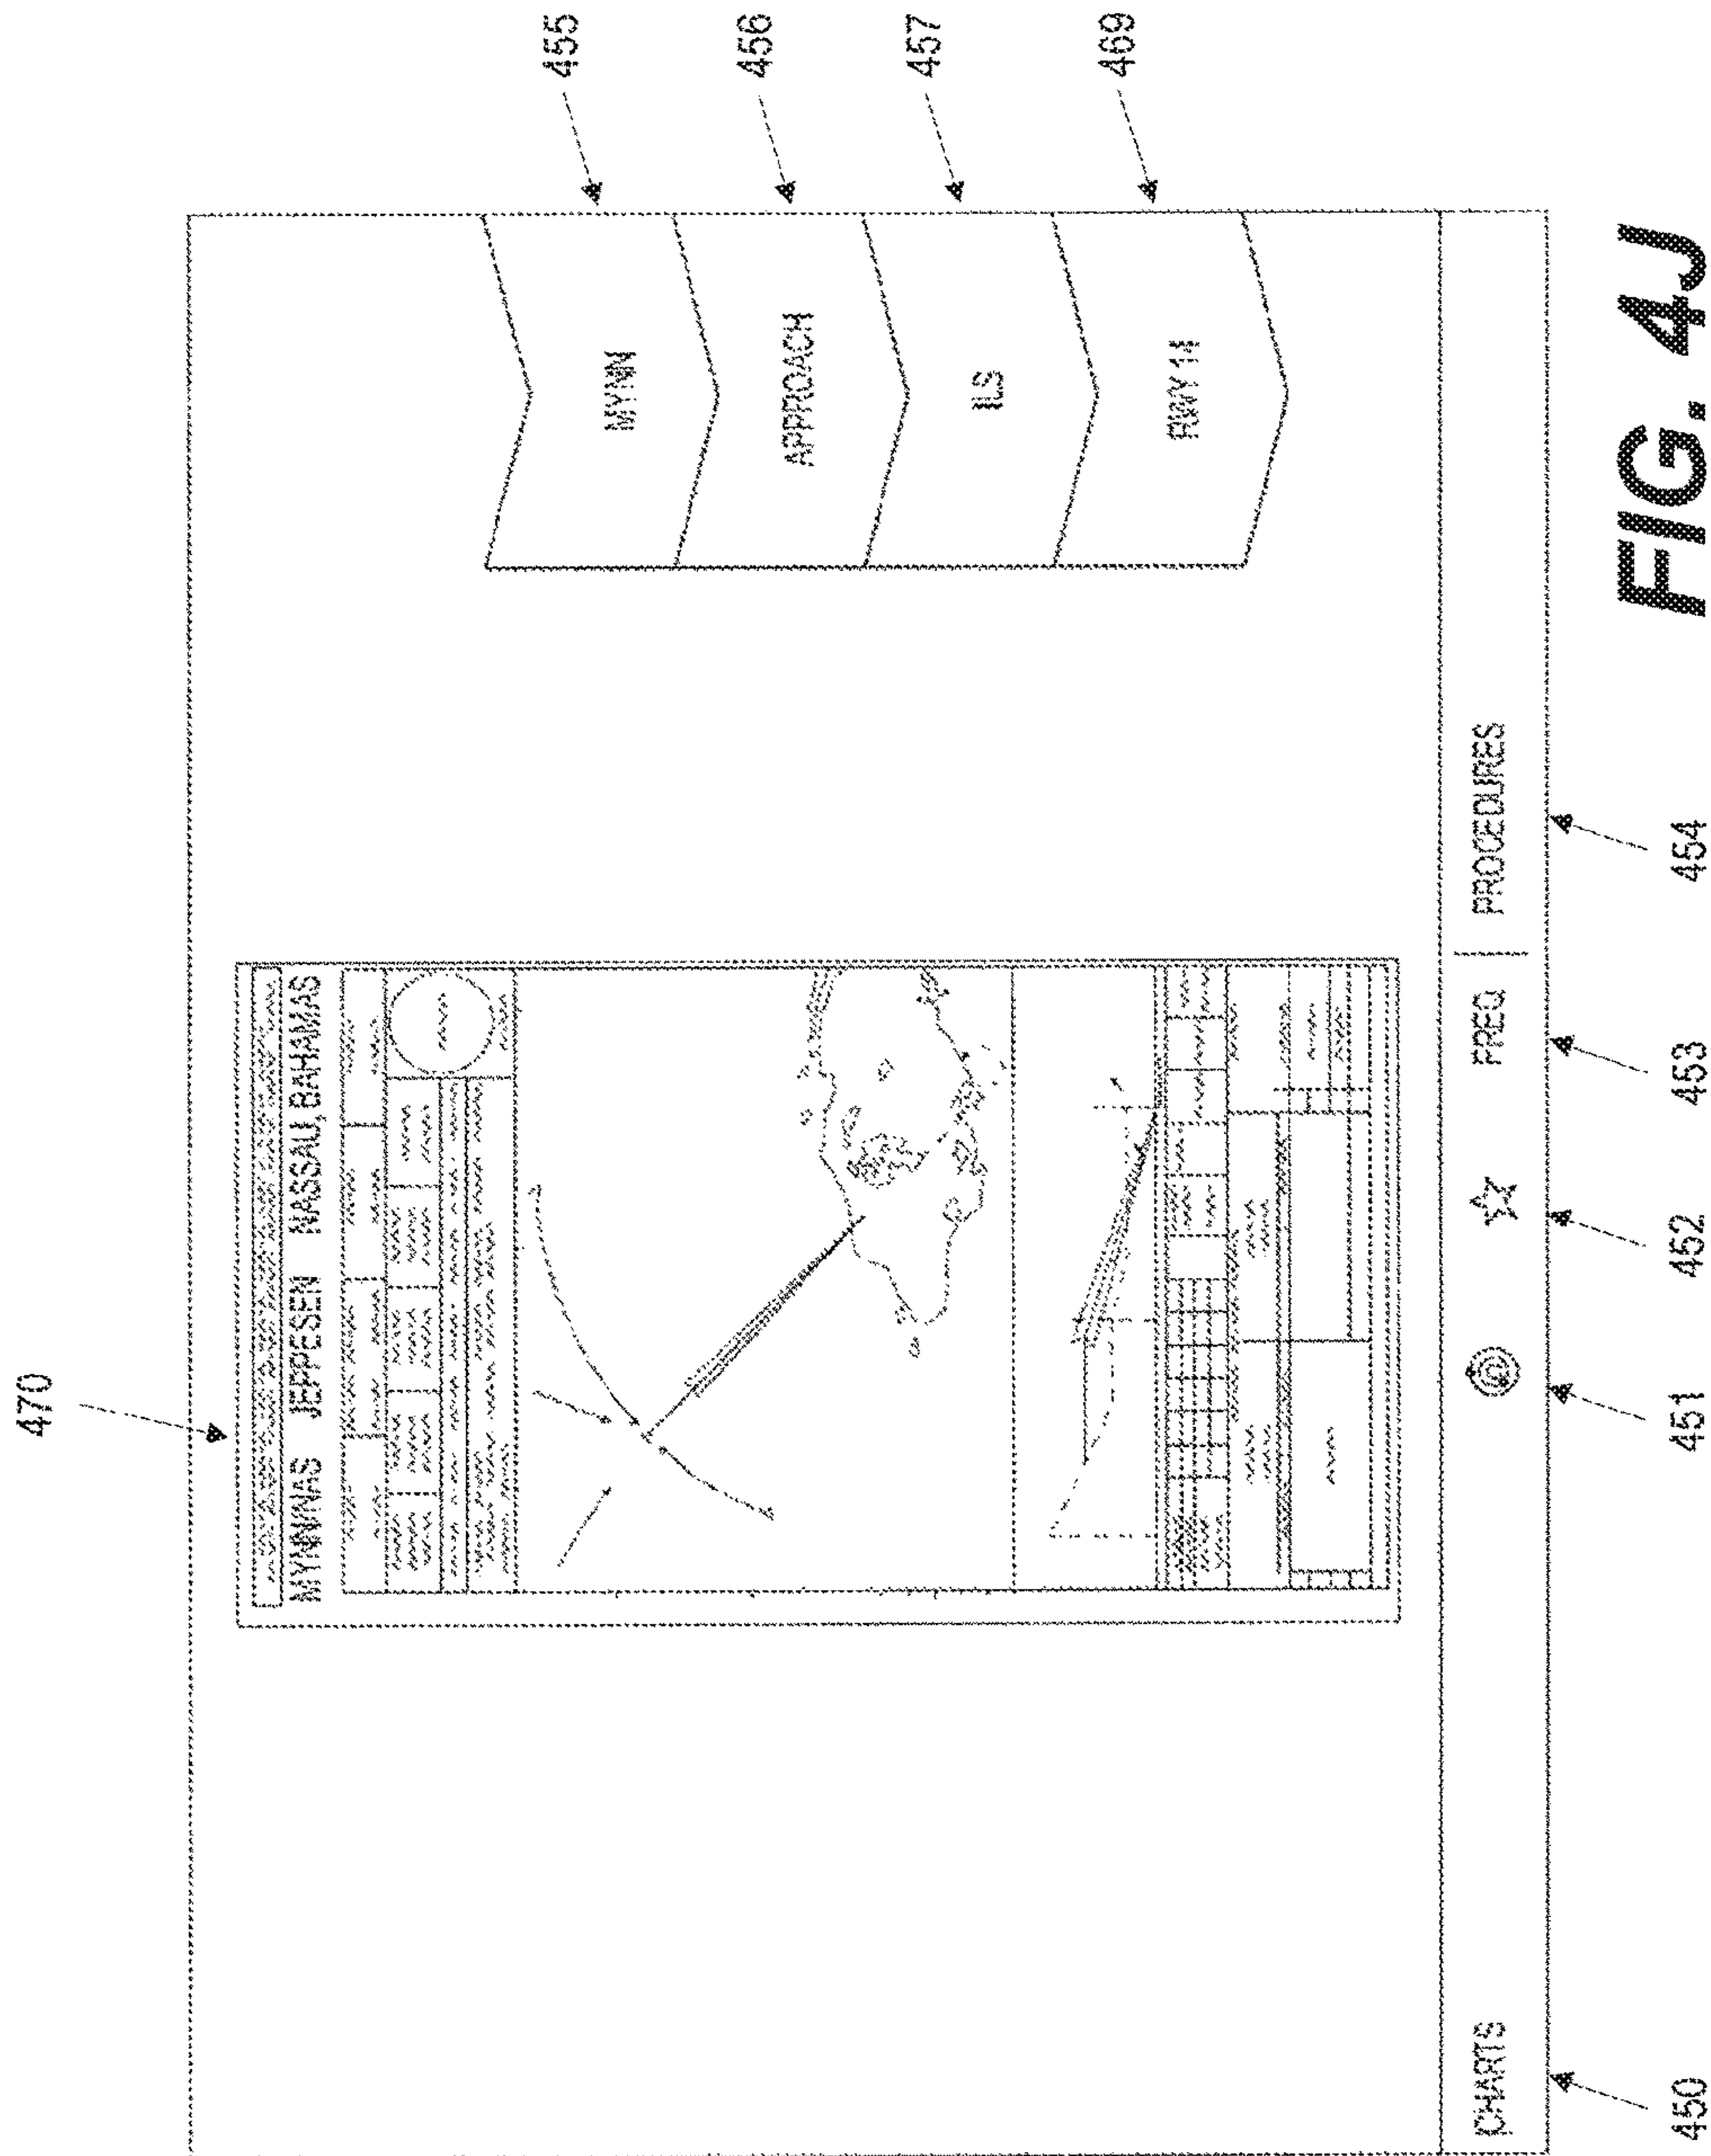 470
MYNN/NAS JEPPESEN NASSAU, BAHAMAS
MYNN
455
APPROACH
456
ILS
457
RWY 14
469
CHARTS
FREQ
PROCEDURES
450
451
452
453
454
FIG. 4J